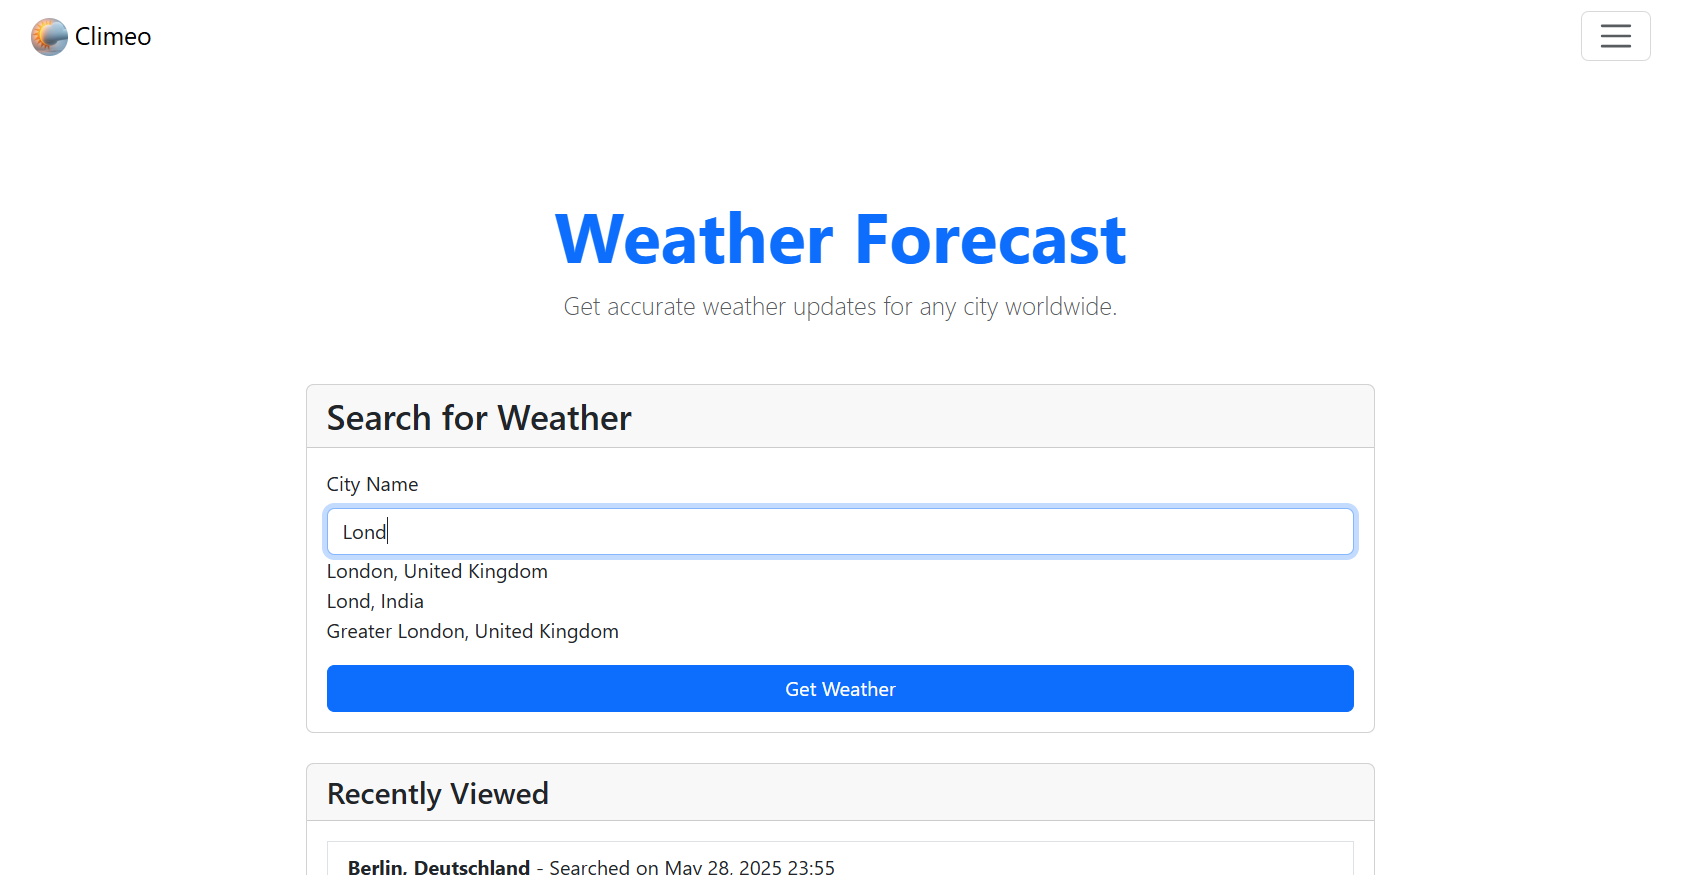 Climeo
Weather Forecast
Get accurate weather updates for any city worldwide.
Search for Weather
City Name
Lond
London, United Kingdom
Lond, India
Greater London, United Kingdom
Get Weather
Recently Viewed
Berlin, Deutschland - Searched on May 28, 2025 23:55